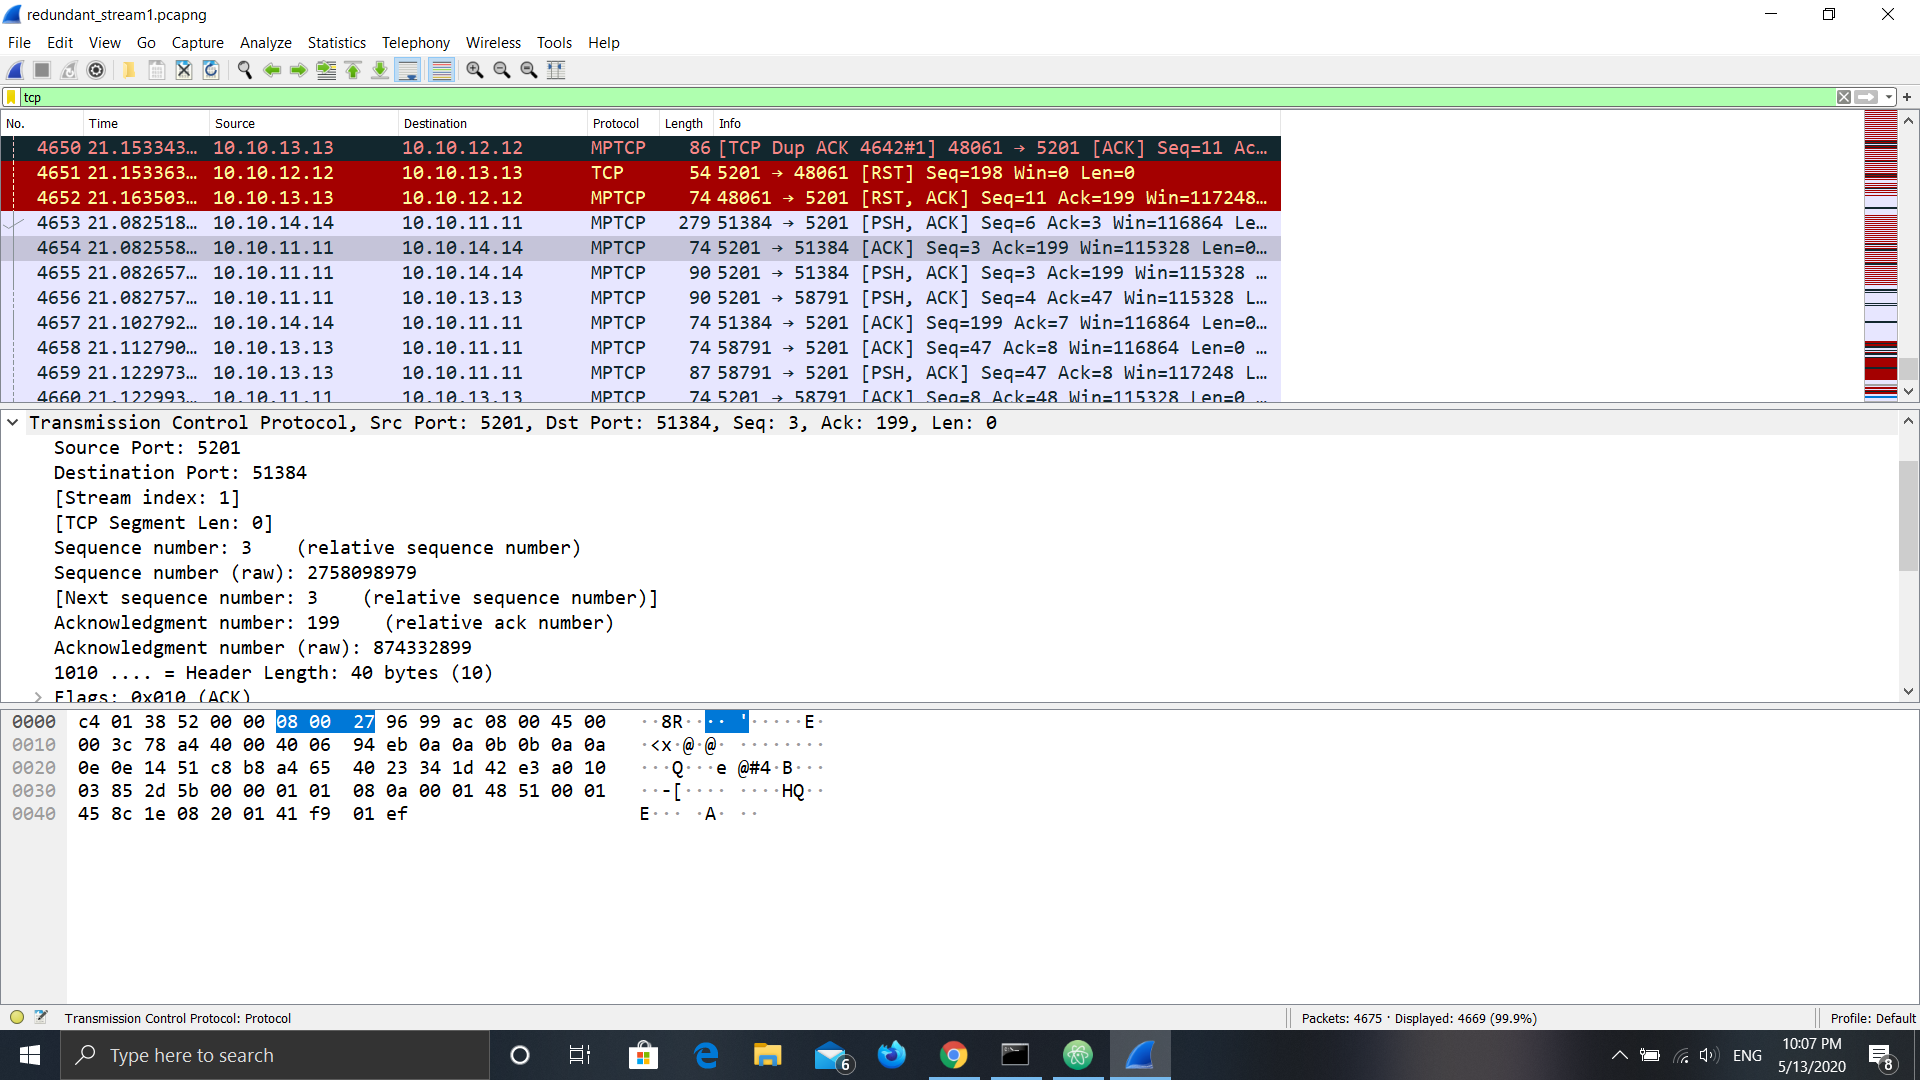 redundant_stream1.pcapng
File Edit View Go Capture Analyze Statistics Telephony Wireless Tools Help
tcp
No. Time Source Destination Protocol Length Info
4650 21.153343… 10.10.13.13 10.10.12.12 MPTCP 86 [TCP Dup ACK 4642#1] 48061 → 5201 [ACK] Seq=11 Ac…
4651 21.153363… 10.10.12.12 10.10.13.13 TCP 54 5201 → 48061 [RST] Seq=198 Win=0 Len=0
4652 21.163503… 10.10.13.13 10.10.12.12 MPTCP 74 48061 → 5201 [RST, ACK] Seq=11 Ack=199 Win=117248…
4653 21.082518… 10.10.14.14 10.10.11.11 MPTCP 279 51384 → 5201 [PSH, ACK] Seq=6 Ack=3 Win=116864 Le…
4654 21.082558… 10.10.11.11 10.10.14.14 MPTCP 74 5201 → 51384 [ACK] Seq=3 Ack=199 Win=115328 Len=0…
4655 21.082657… 10.10.11.11 10.10.14.14 MPTCP 90 5201 → 51384 [PSH, ACK] Seq=3 Ack=199 Win=115328 …
4656 21.082757… 10.10.11.11 10.10.13.13 MPTCP 90 5201 → 58791 [PSH, ACK] Seq=4 Ack=47 Win=115328 L…
4657 21.102792… 10.10.14.14 10.10.11.11 MPTCP 74 51384 → 5201 [ACK] Seq=199 Ack=7 Win=116864 Len=0…
4658 21.112790… 10.10.13.13 10.10.11.11 MPTCP 74 58791 → 5201 [ACK] Seq=47 Ack=8 Win=116864 Len=0 …
4659 21.122973… 10.10.13.13 10.10.11.11 MPTCP 87 58791 → 5201 [PSH, ACK] Seq=47 Ack=8 Win=117248 L…
4660 21.122993… 10.10.11.11 10.10.13.13 MPTCP 74 5201 → 58791 [ACK] Seq=8 Ack=48 Win=115328 Len=0 …
Transmission Control Protocol, Src Port: 5201, Dst Port: 51384, Seq: 3, Ack: 199, Len: 0
Source Port: 5201
Destination Port: 51384
[Stream index: 1]
[TCP Segment Len: 0]
Sequence number: 3 (relative sequence number)
Sequence number (raw): 2758098979
[Next sequence number: 3 (relative sequence number)]
Acknowledgment number: 199 (relative ack number)
Acknowledgment number (raw): 874332899
1010 .... = Header Length: 40 bytes (10)
Flags: 0x010 (ACK)
0000 c4 01 38 52 00 00 08 00 27 96 99 ac 08 00 45 00 ··8R···· '·····E·
0010 00 3c 78 a4 40 00 40 06 94 eb 0a 0a 0b 0b 0a 0a ·<x·@·@· ········
0020 0e 0e 14 51 c8 b8 a4 65 40 23 34 1d 42 e3 a0 10 ···Q···e @#4·B···
0030 03 85 2d 5b 00 00 01 01 08 0a 00 01 48 51 00 01 ··-[···· ····HQ··
0040 45 8c 1e 08 20 01 41 f9 01 ef E··· ·A· ··
Transmission Control Protocol: Protocol
Packets: 4675 · Displayed: 4669 (99.9%)
Profile: Default
Type here to search
6
ENG
10:07 PM
5/13/2020
8